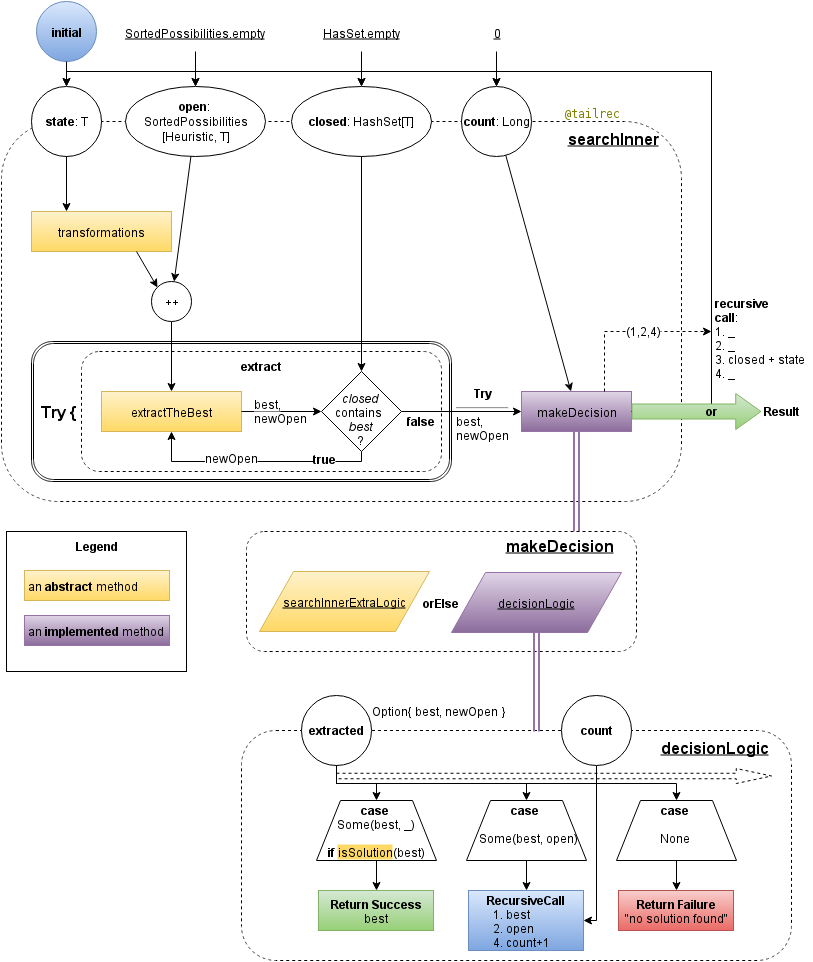 initial
SortedPossibilities.empty
HasSet.empty
0
state: T
open:
SortedPossibilities
[Heuristic, T]
closed: HashSet[T]
count: Long
@tailrec
searchInner
transformations
++
recursive
call:
1. _
2. _
3. closed + state
4. _
(1,2,4)
Try {
extract
extractTheBest
best,
newOpen
closed
contains
best
?
false
true
newOpen
Try
best,
newOpen
makeDecision
or
Result
Legend
an abstract method
an implemented method
makeDecision
searchInnerExtraLogic
orElse
decisionLogic
extracted
Option{ best, newOpen }
count
decisionLogic
case
Some(best, _)
if isSolution(best)
case
Some(best, open)
case
None
Return Success
best
RecursiveCall
1. best
2. open
4. count+1
Return Failure
"no solution found"